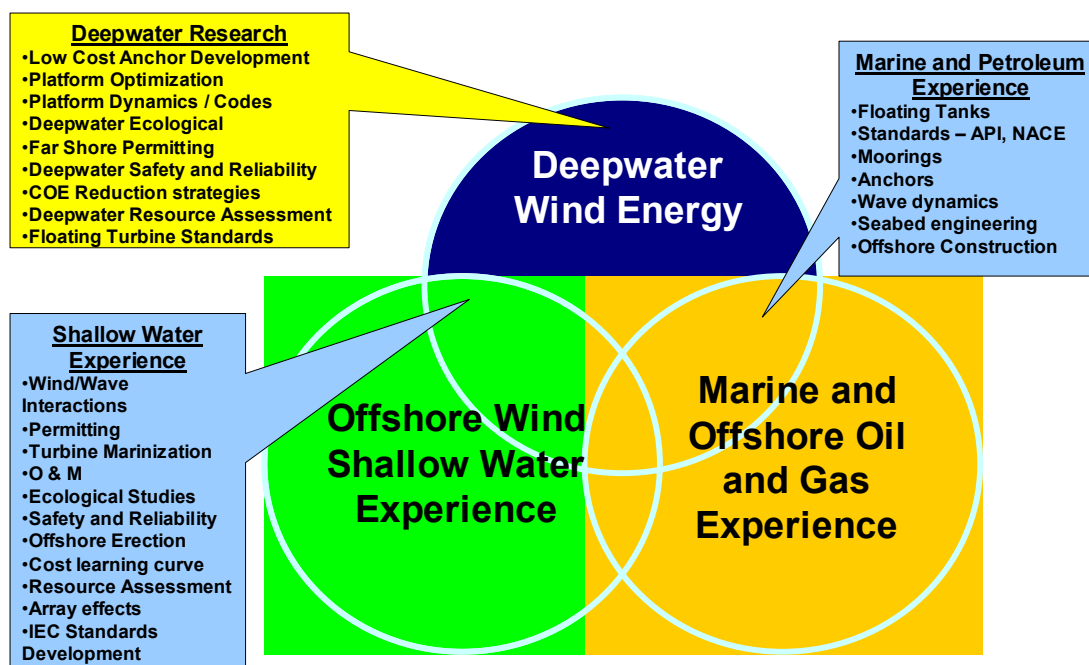 Deepwater Research
•Low Cost Anchor Development
•Platform Optimization
•Platform Dynamics / Codes
•Deepwater Ecological
•Far Shore Permitting
•Deepwater Safety and Reliability
•COE Reduction strategies
•Deepwater Resource Assessment
•Floating Turbine Standards
Marine and Petroleum
Experience
•Floating Tanks
•Standards – API, NACE
•Moorings
•Anchors
•Wave dynamics
•Seabed engineering
•Offshore Construction
Deepwater
Wind Energy
Shallow Water
Experience
•Wind/Wave
Interactions
•Permitting
•Turbine Marinization
•O & M
•Ecological Studies
•Safety and Reliability
•Offshore Erection
•Cost learning curve
•Resource Assessment
•Array effects
•IEC Standards
Development
Offshore Wind
Shallow Water
Experience
Marine and
Offshore Oil
and Gas
Experience